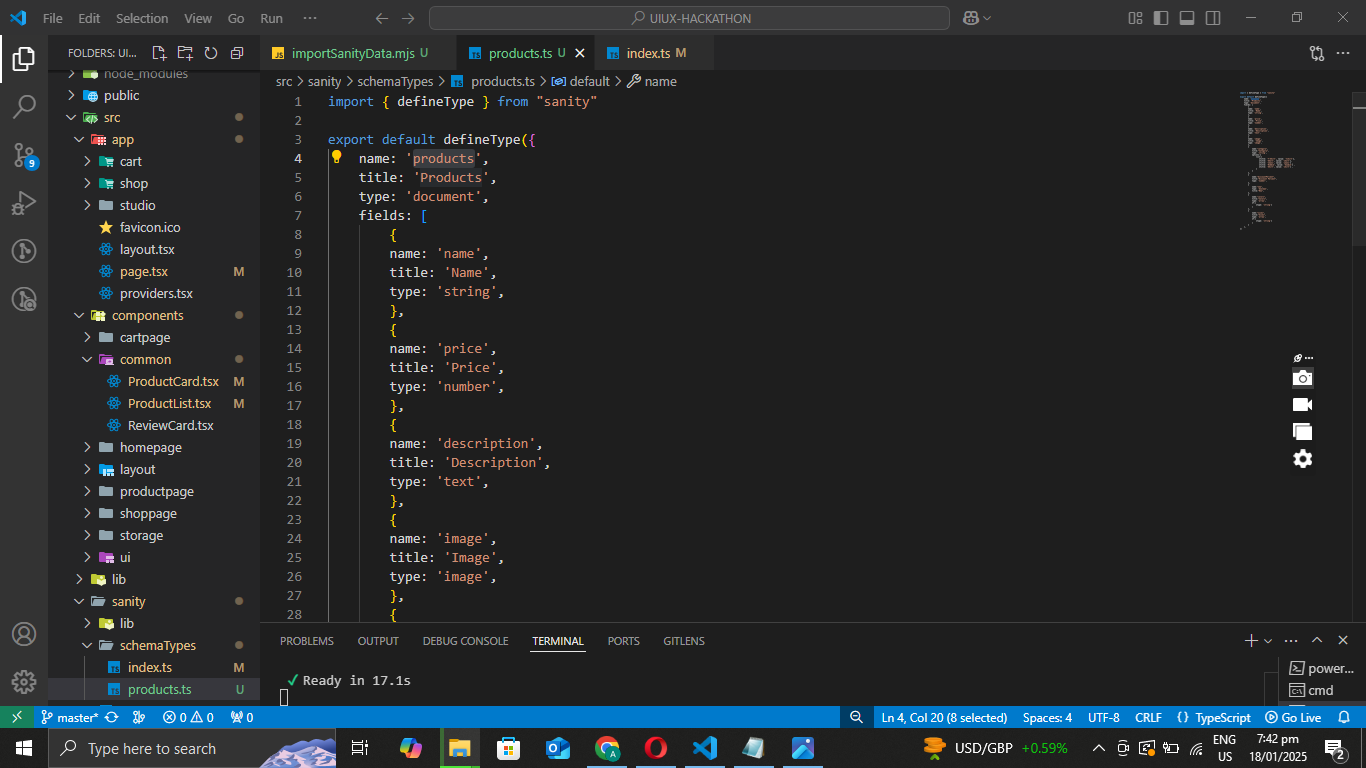 File Edit Selection View Go Run ··· UIUX-HACKATHON
FOLDERS: UI... importSanityData.mjs U products.ts U index.ts M
src > sanity > schemaTypes > products.ts > default > name
node_modules
public
src
app
cart
shop
studio
favicon.ico
layout.tsx
page.tsx M
providers.tsx
components
cartpage
common
ProductCard.tsx M
ProductList.tsx M
ReviewCard.tsx
homepage
layout
productpage
shoppage
storage
ui
lib
sanity
lib
schemaTypes
index.ts M
products.ts U
9
1 import { defineType } from "sanity"
2
3 export default defineType({
4 name: 'products',
5 title: 'Products',
6 type: 'document',
7 fields: [
8 {
9 name: 'name',
10 title: 'Name',
11 type: 'string',
12 },
13 {
14 name: 'price',
15 title: 'Price',
16 type: 'number',
17 },
18 {
19 name: 'description',
20 title: 'Description',
21 type: 'text',
22 },
23 {
24 name: 'image',
25 title: 'Image',
26 type: 'image',
27 },
28 {
PROBLEMS OUTPUT DEBUG CONSOLE TERMINAL PORTS GITLENS
✓ Ready in 17.1s
power...
cmd
master* 0 0 0 Ln 4, Col 20 (8 selected) Spaces: 4 UTF-8 CRLF {} TypeScript Go Live
Type here to search USD/GBP +0.59% ENG US 7:42 pm 18/01/2025 2